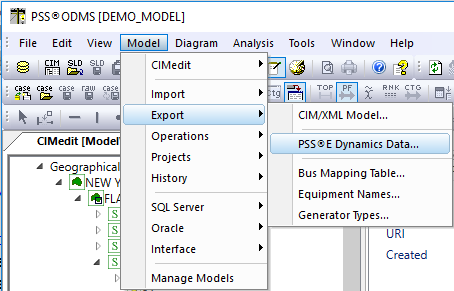 PSS®ODMS [DEMO_MODEL]
File Edit View Model Diagram Analysis Tools Window Help
CIM SLD SLD
CIMedit
case case raw case case
Import
Ctg TOP PF RNK CTG
Export
CIM/XML Model...
Operations
PSS®E Dynamics Data...
CIMedit [Model
Projects
Geographical
Bus Mapping Table...
History
NEW Y
Equipment Names...
FLA
SQL Server
Generator Types...
S
Oracle
S
URI
S
Interface
Created
S
Manage Models